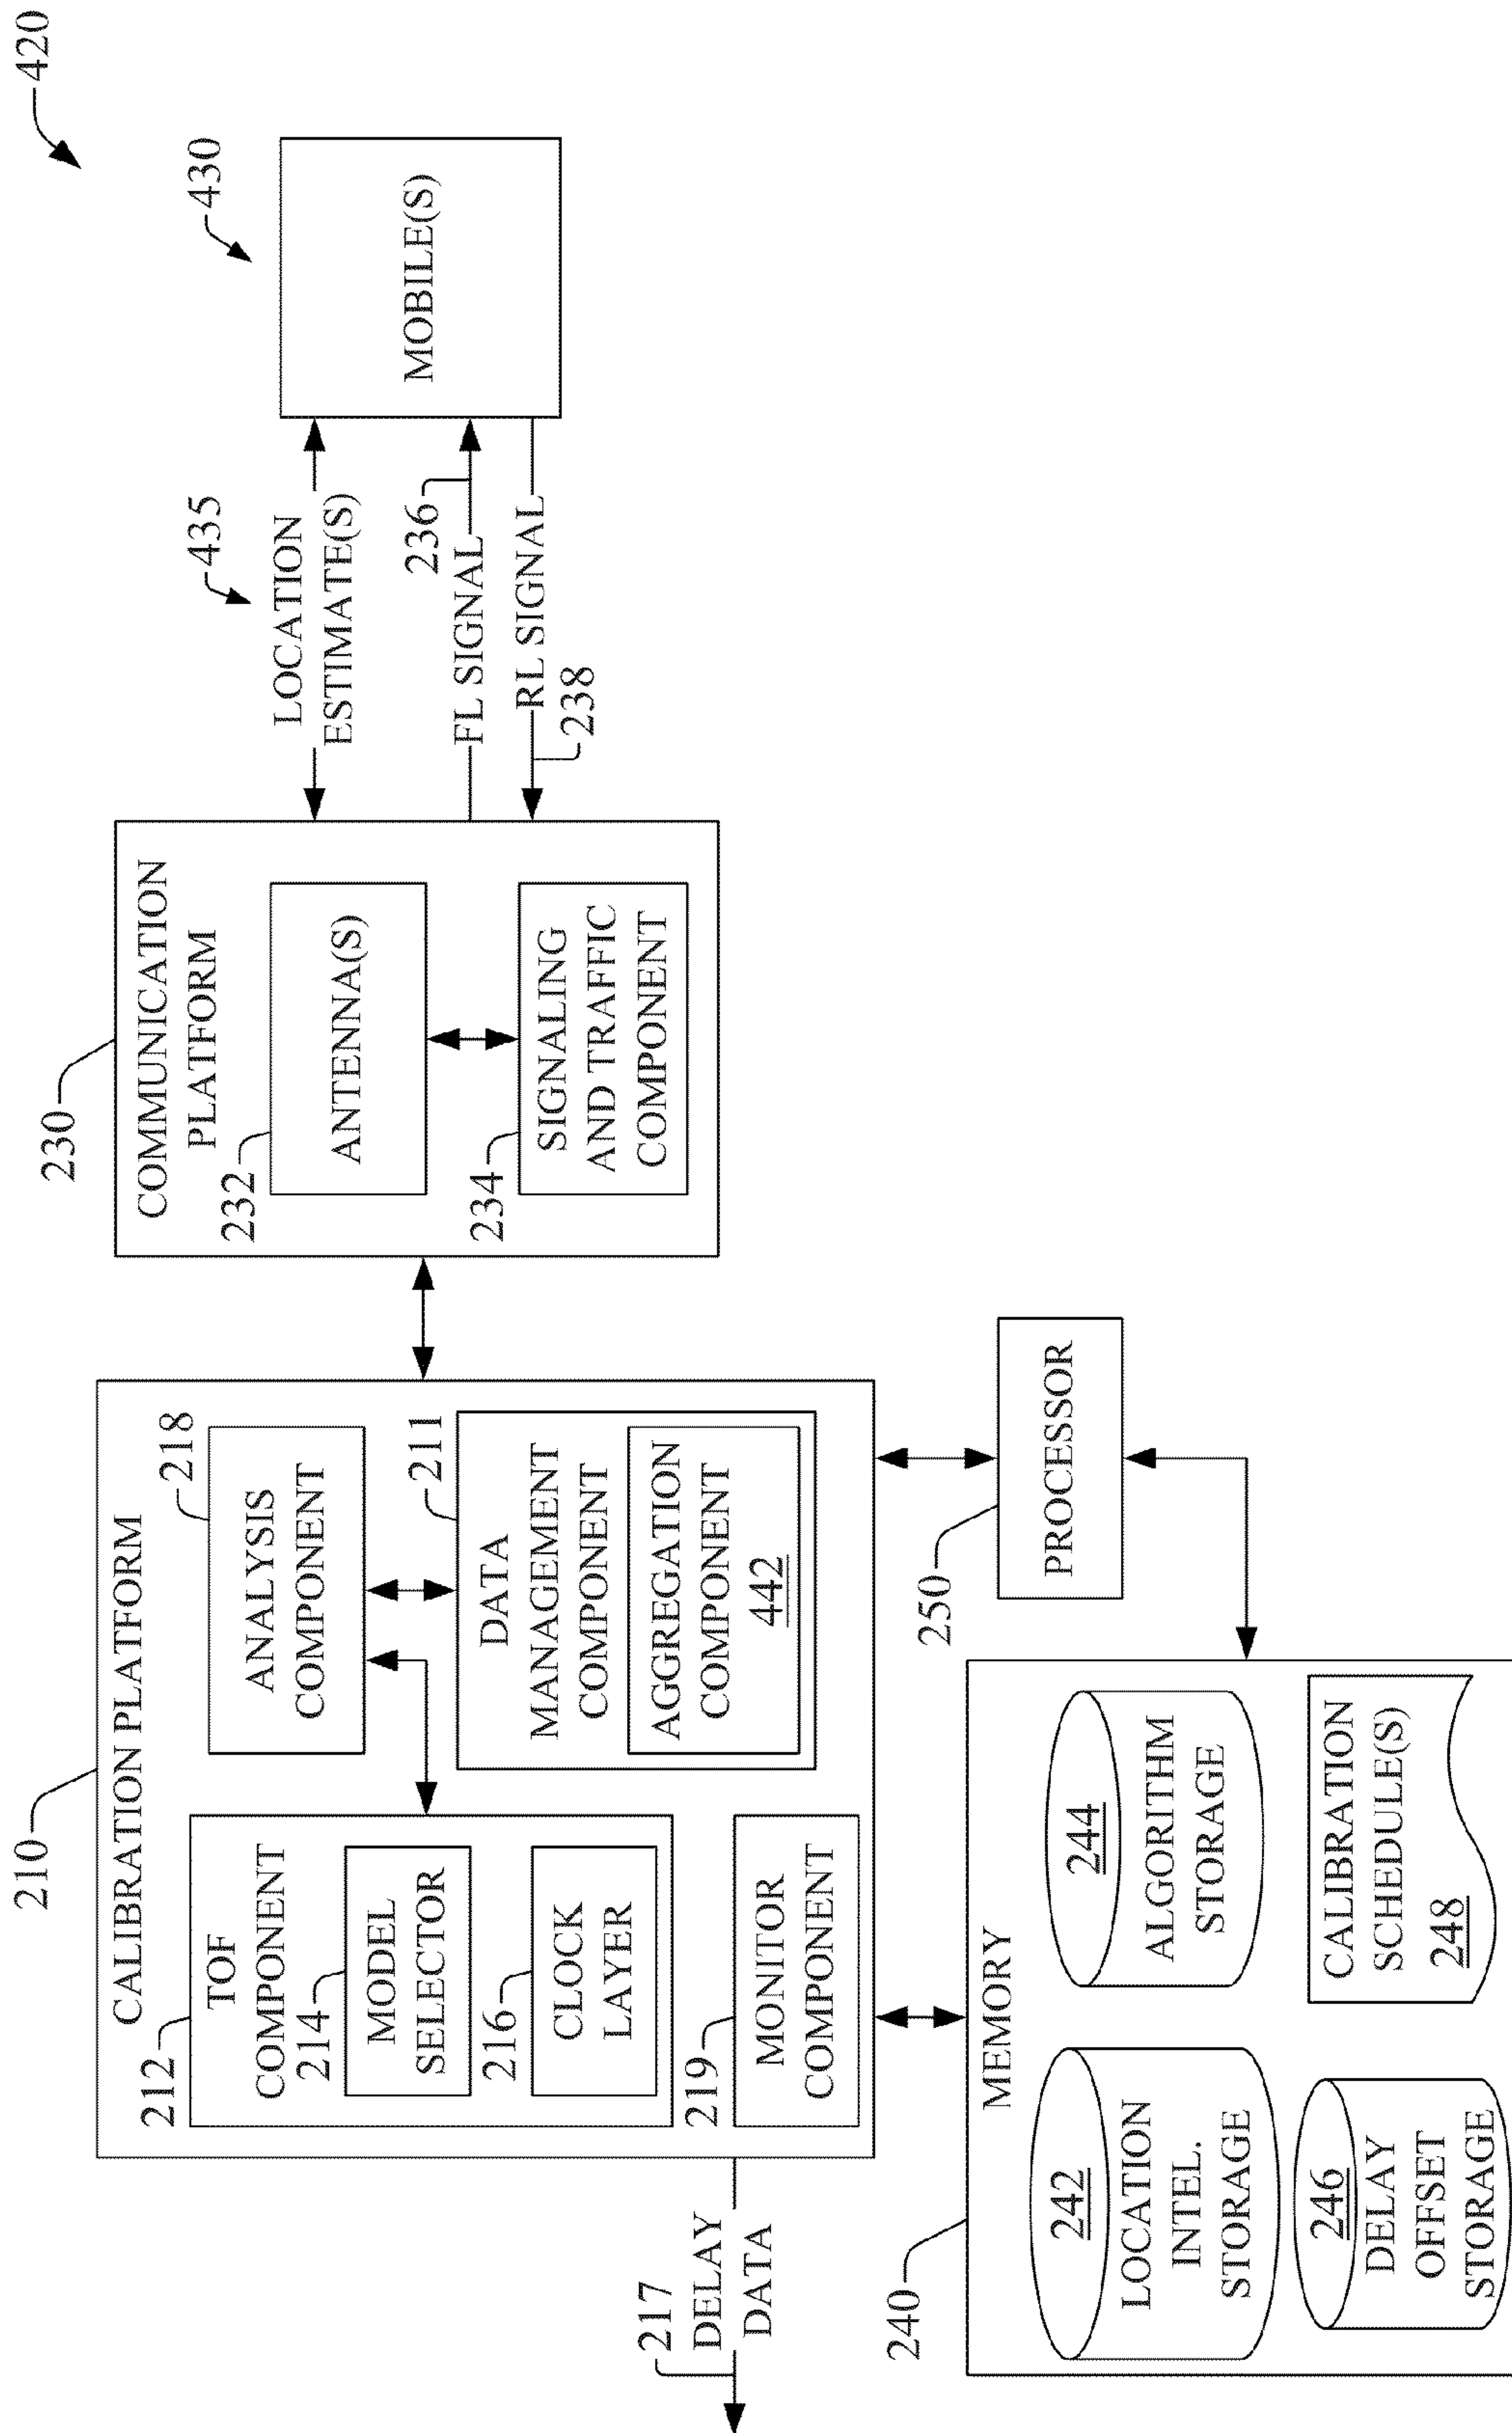 420
210
CALIBRATION PLATFORM
212
TOF
COMPONENT
214
MODEL
SELECTOR
216
CLOCK
LAYER
218
ANALYSIS
COMPONENT
211
DATA
MANAGEMENT
COMPONENT
AGGREGATION
COMPONENT
442
219
MONITOR
COMPONENT
217
DELAY
DATA
230
COMMUNICATION
PLATFORM
232
ANTENNA(S)
234
SIGNALING
AND TRAFFIC
COMPONENT
435
LOCATION
ESTIMATE(S)
236
FL SIGNAL
RL SIGNAL
238
430
MOBILE(S)
250
PROCESSOR
240
MEMORY
242
LOCATION
INTEL.
STORAGE
244
ALGORITHM
STORAGE
246
DELAY
OFFSET
STORAGE
CALIBRATION
SCHEDULE(S)
248